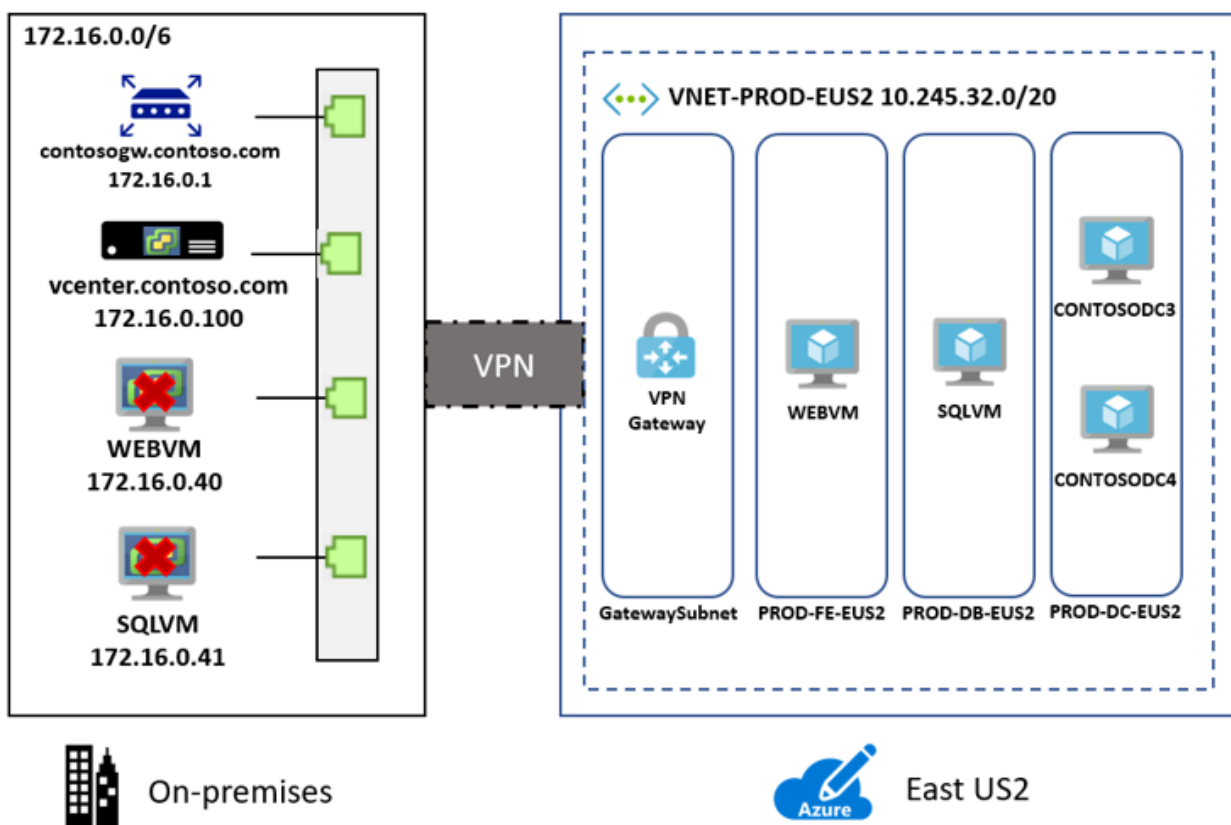 172.16.0.0/6
contosogw.contoso.com
172.16.0.1
vcenter.contoso.com
172.16.0.100
WEBVM
172.16.0.40
SQLVM
172.16.0.41
On-premises
VPN
VNET-PROD-EUS2 10.245.32.0/20
VPN
Gateway
GatewaySubnet
WEBVM
PROD-FE-EUS2
SQLVM
PROD-DB-EUS2
CONTOSODC3
CONTOSODC4
PROD-DC-EUS2
Azure
East US2